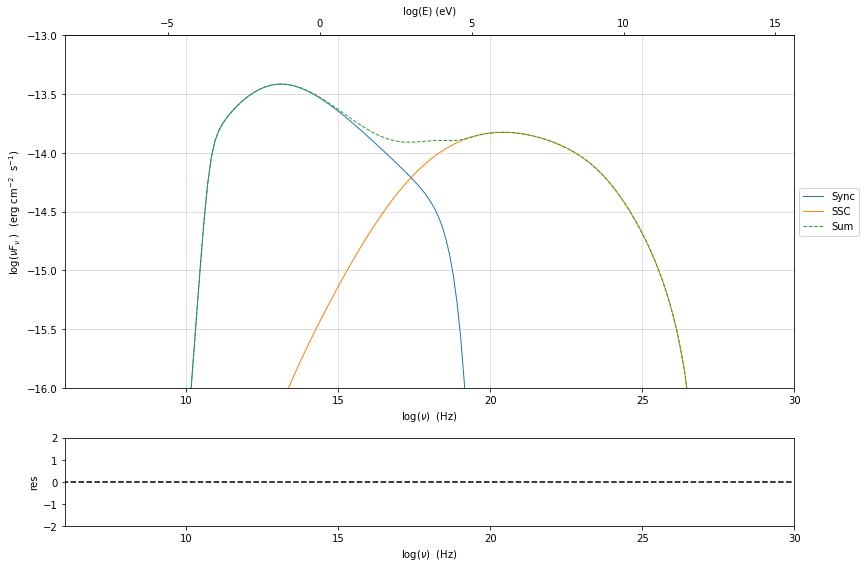 log(E) (eV)
−5 0 5 10 15
−13.0
−13.5
−14.0
−14.5
−15.0
−15.5
−16.0
log(νF_ν ) (erg cm⁻² s⁻¹)
Sync
SSC
Sum
10 15 20 25 30
log(ν) (Hz)
2
1
0
−1
−2
res
10 15 20 25 30
log(ν) (Hz)